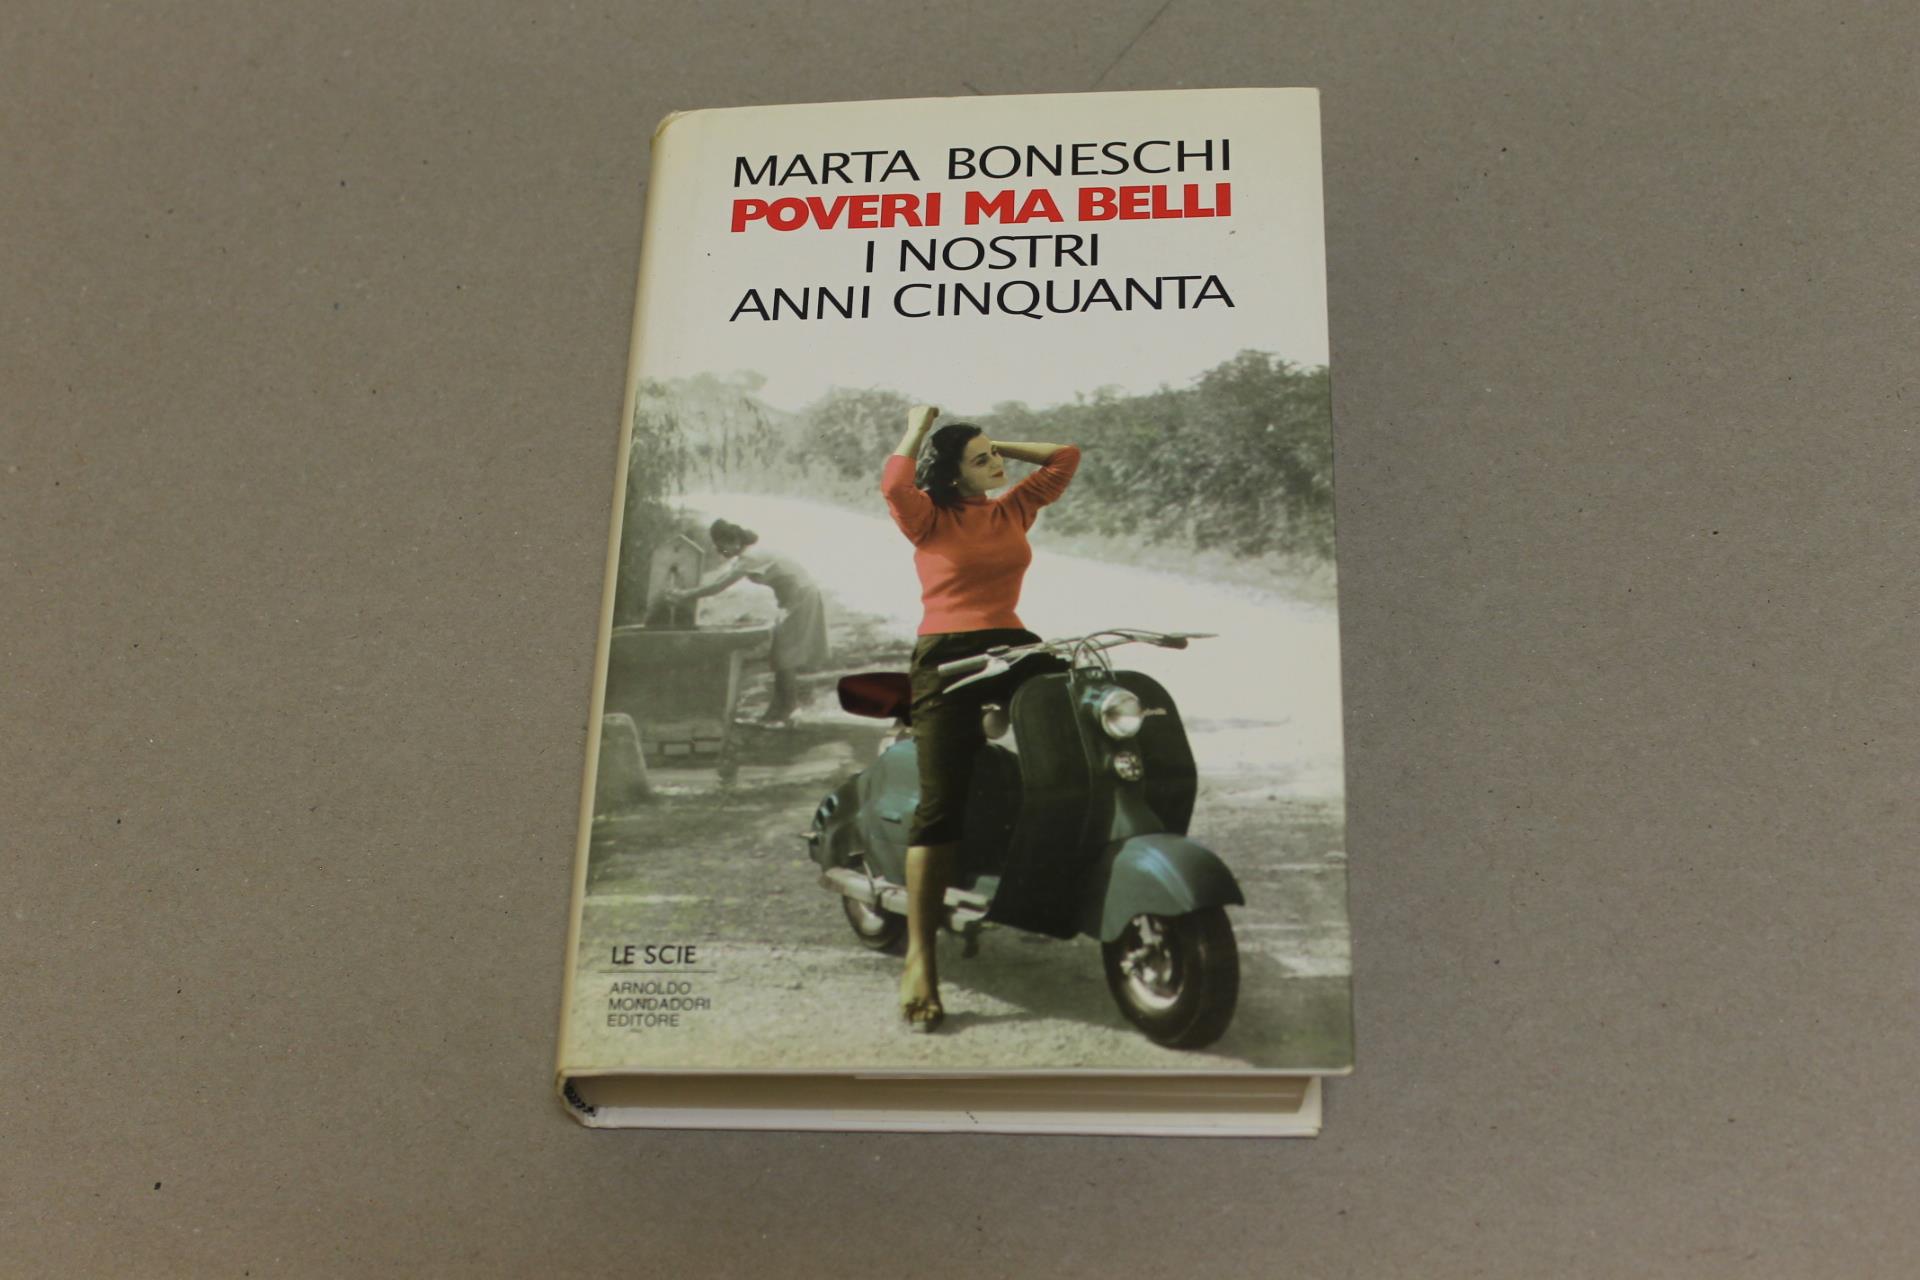 MARTA BONESCHI
POVERI MA BELLI
I NOSTRI
ANNI CINQUANTA
LE SCIE
ARNOLDO
MONDADORI
EDITORE